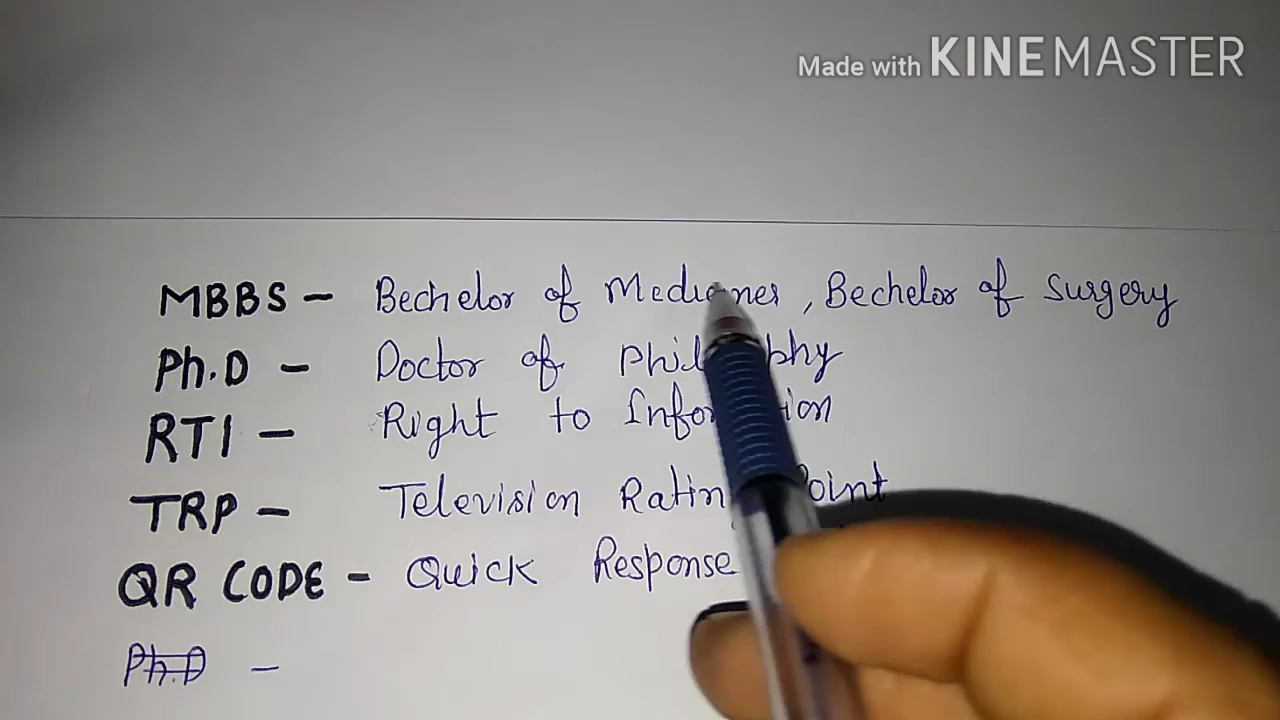 Made with KINEMASTER
MBBS - Bechelor of Medicines, Bechelor of Surgery
Ph.D - Doctor of
RTI - Right to
TRP - Television Point
QR CODE - Quick Response
Ph.D -